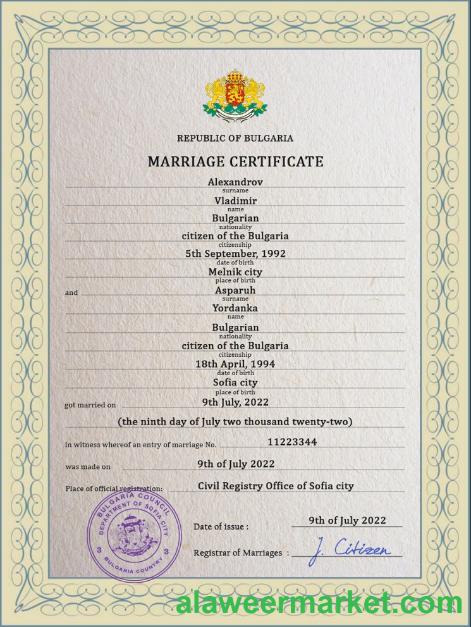 REPUBLIC OF BULGARIA
MARRIAGE CERTIFICATE
Alexandrov
surname
Vladimir
name
Bulgarian
nationality
citizen of the Bulgaria
citizenship
5th September, 1992
date of birth
Melnik city
place of birth
and Asparuh
surname
Yordanka
name
Bulgarian
nationality
citizen of the Bulgaria
citizenship
18th April, 1994
date of birth
Sofia city
place of birth
got married on 9th July, 2022
(the ninth day of July two thousand twenty-two)
in witness whereof an entry of marriage No. 11223344
was made on 9th of July 2022
Place of official registration: Civil Registry Office of Sofia city
BULGARIA COUNCIL
DEPARTMENT OF SOFIA CITY
BULGARIA COUNTRY
Date of issue : 9th of July 2022
Registrar of Marriages : J. Citizen
alaweermarket.com